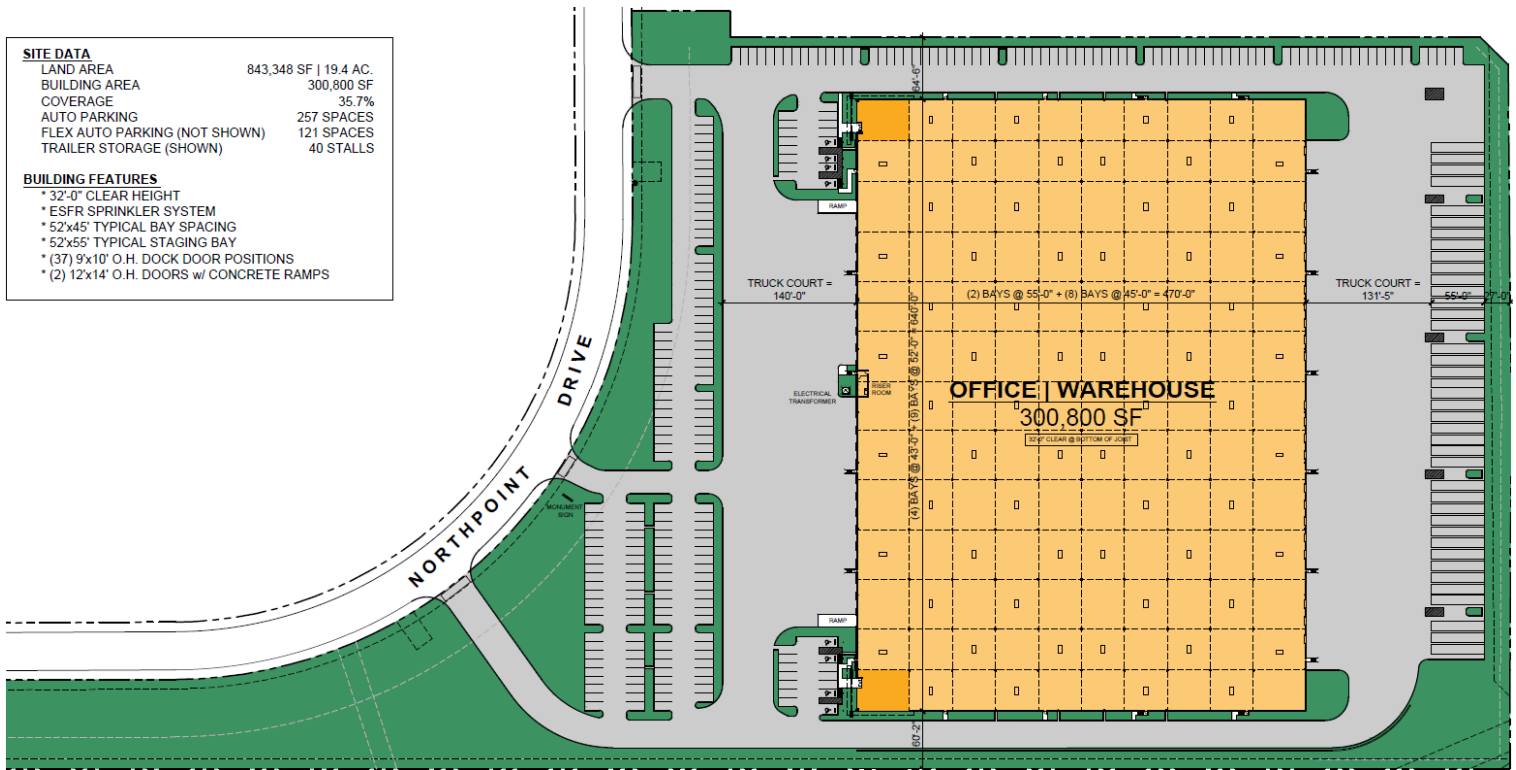 SITE DATA
LAND AREA 843,348 SF | 19.4 AC.
BUILDING AREA 300,800 SF
COVERAGE 35.7%
AUTO PARKING 257 SPACES
FLEX AUTO PARKING (NOT SHOWN) 121 SPACES
TRAILER STORAGE (SHOWN) 40 STALLS
BUILDING FEATURES
* 32'-0" CLEAR HEIGHT
* ESFR SPRINKLER SYSTEM
* 52'x45' TYPICAL BAY SPACING
* 52'x55' TYPICAL STAGING BAY
* (37) 9'x10' O.H. DOCK DOOR POSITIONS
* (2) 12'x14' O.H. DOORS w/ CONCRETE RAMPS
64'-6"
RAMP
TRUCK COURT =
140'-0"
(2) BAYS @ 55'-0" + (8) BAYS @ 45'-0" = 470'-0"
TRUCK COURT =
131'-5"
55'-0"
27'-0"
(4) BAYS @ 43'-0" + (9) BAYS @ 52'-0" = 640'-0"
ELECTRICAL
TRANSFORMER
RISER
ROOM
OFFICE | WAREHOUSE
300,800 SF
32'-0" CLEAR @ BOTTOM OF JOIST
NORTHPOINT DRIVE
MONUMENT
SIGN
RAMP
60'-2"